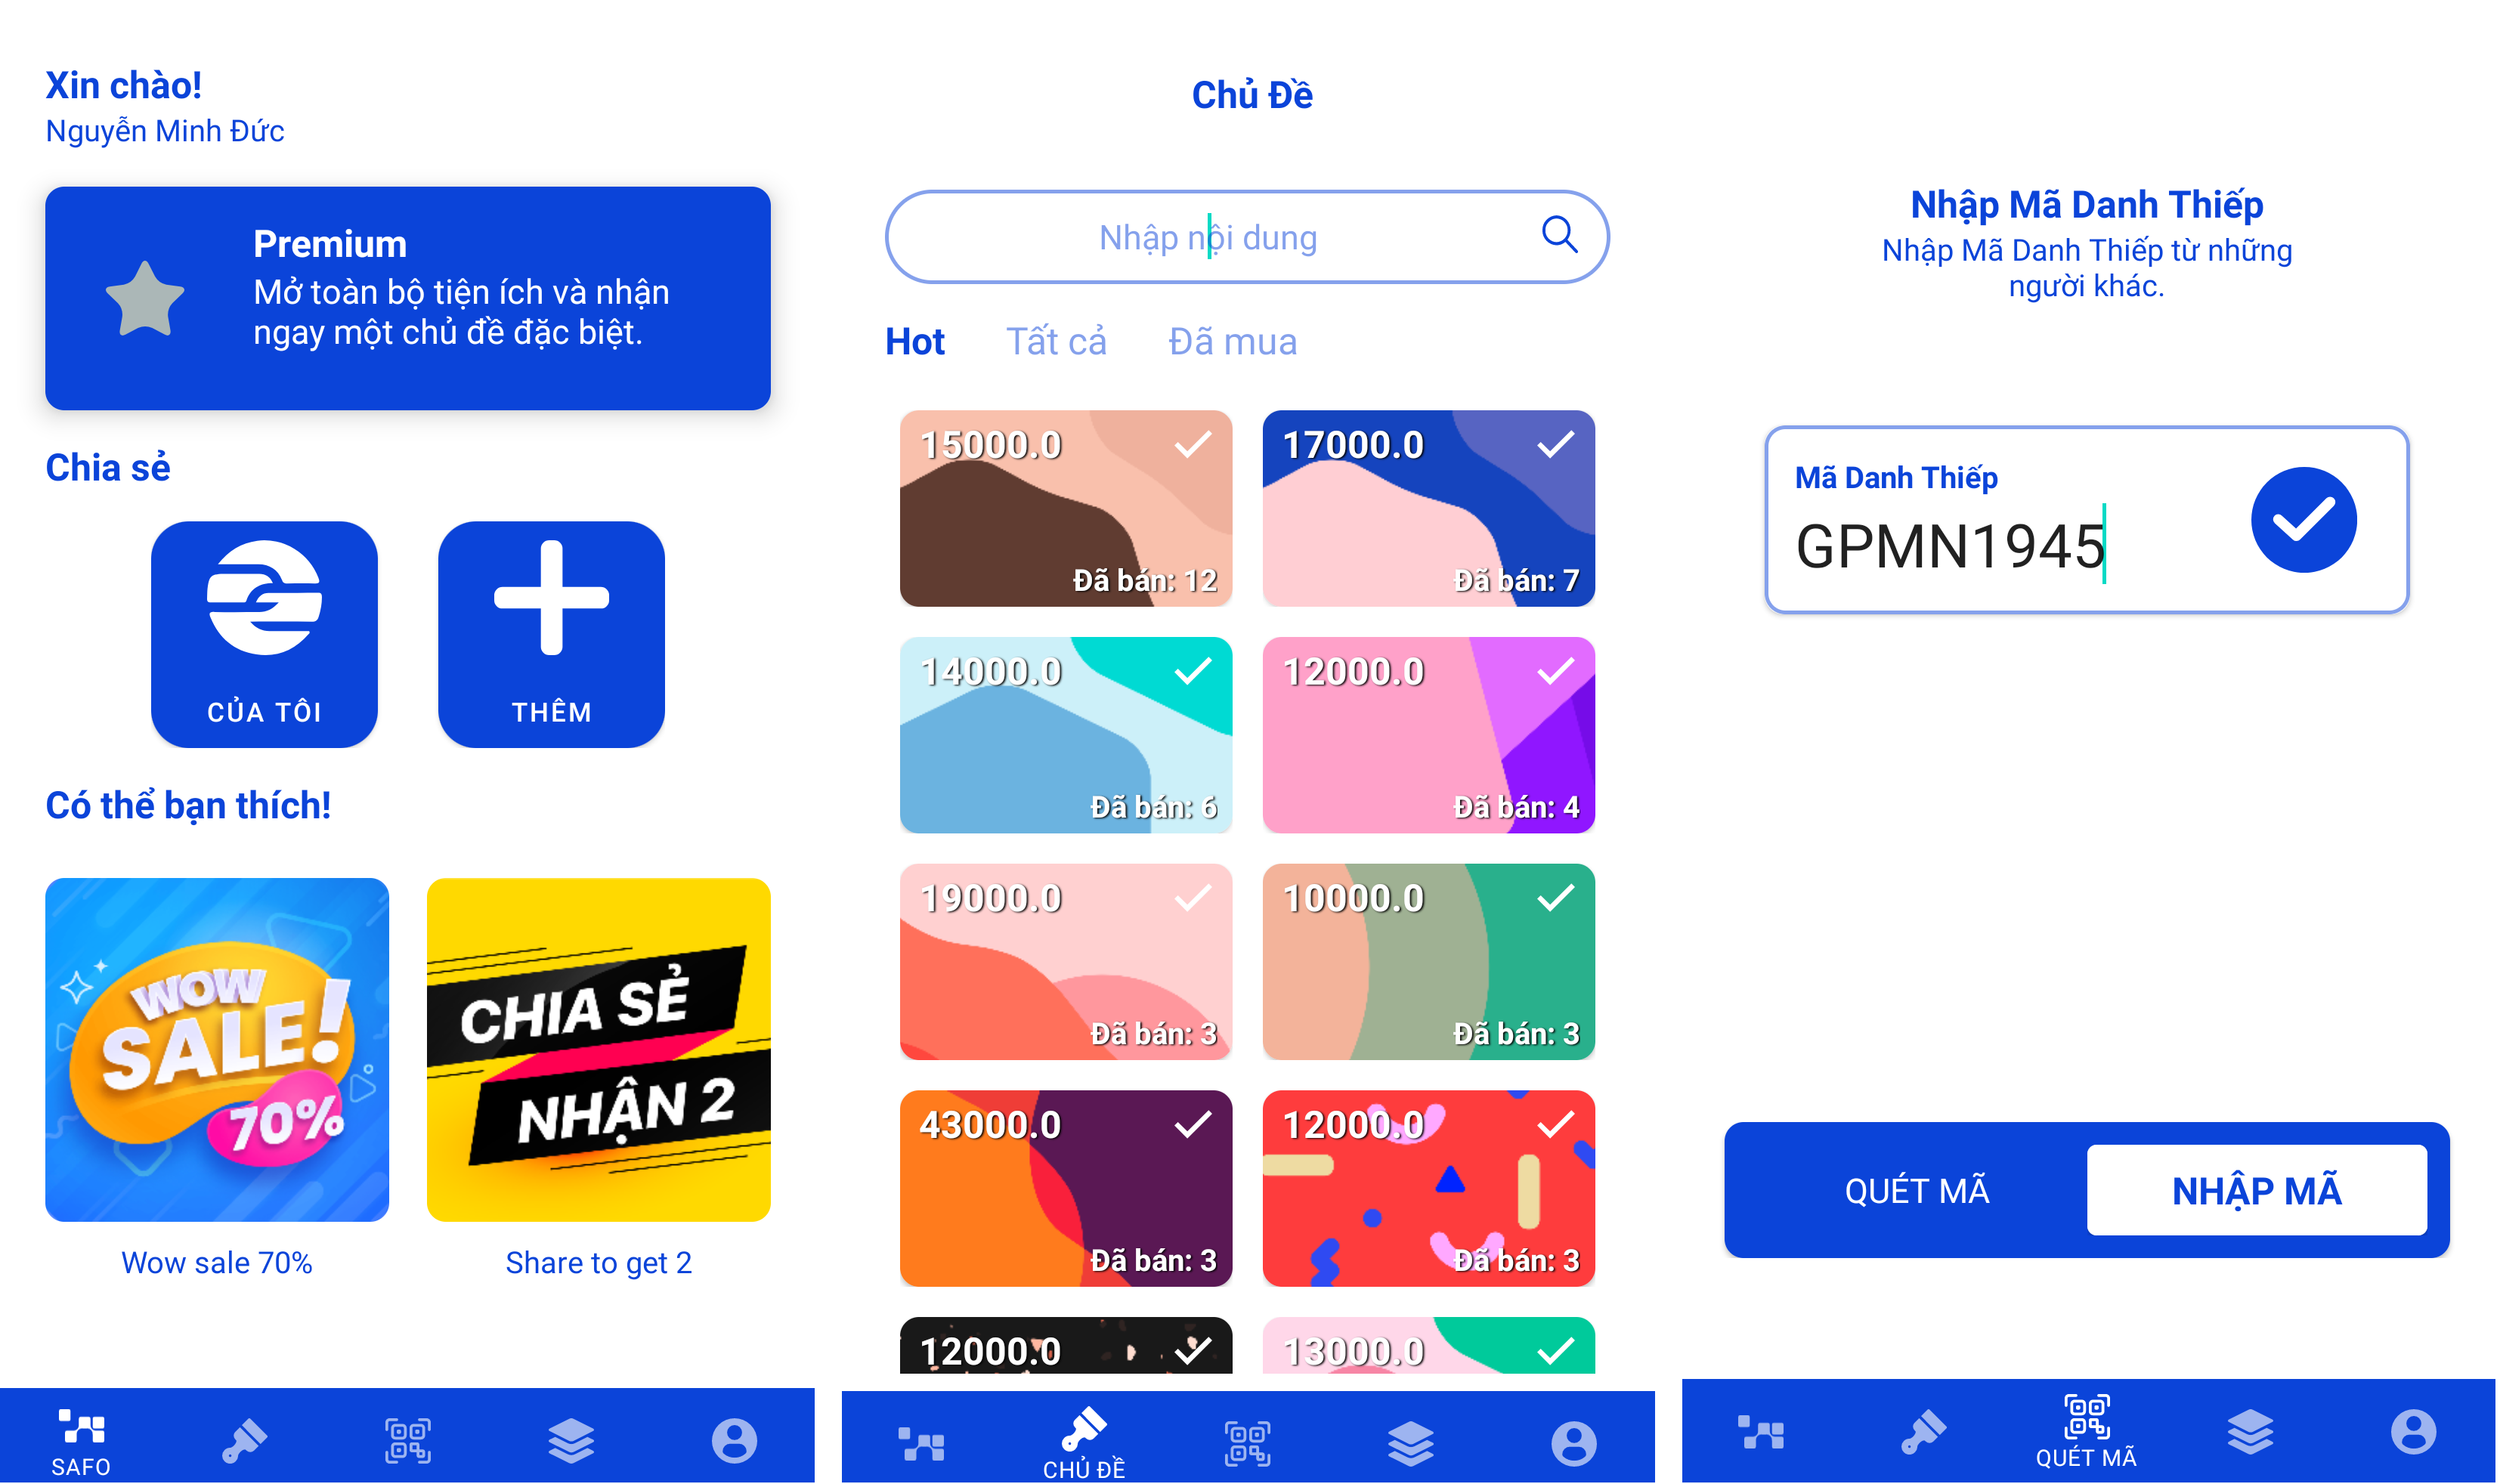 Xin chào!
Nguyễn Minh Đức
Premium
Mở toàn bộ tiện ích và nhận
ngay một chủ đề đặc biệt.
Chia sẻ
CỦA TÔI
THÊM
Có thể bạn thích!
WOW
SALE!
70%
CHIA SẺ
NHẬN 2
Wow sale 70%
Share to get 2
SAFO
Chủ Đề
Nhập nội dung
Hot
Tất cả
Đã mua
15000.0
Đã bán: 12
17000.0
Đã bán: 7
14000.0
Đã bán: 6
12000.0
Đã bán: 4
19000.0
Đã bán: 3
10000.0
Đã bán: 3
43000.0
Đã bán: 3
12000.0
Đã bán: 3
12000.0
13000.0
CHỦ ĐỀ
Nhập Mã Danh Thiếp
Nhập Mã Danh Thiếp từ những
người khác.
Mã Danh Thiếp
GPMN1945
QUÉT MÃ
NHẬP MÃ
QUÉT MÃ